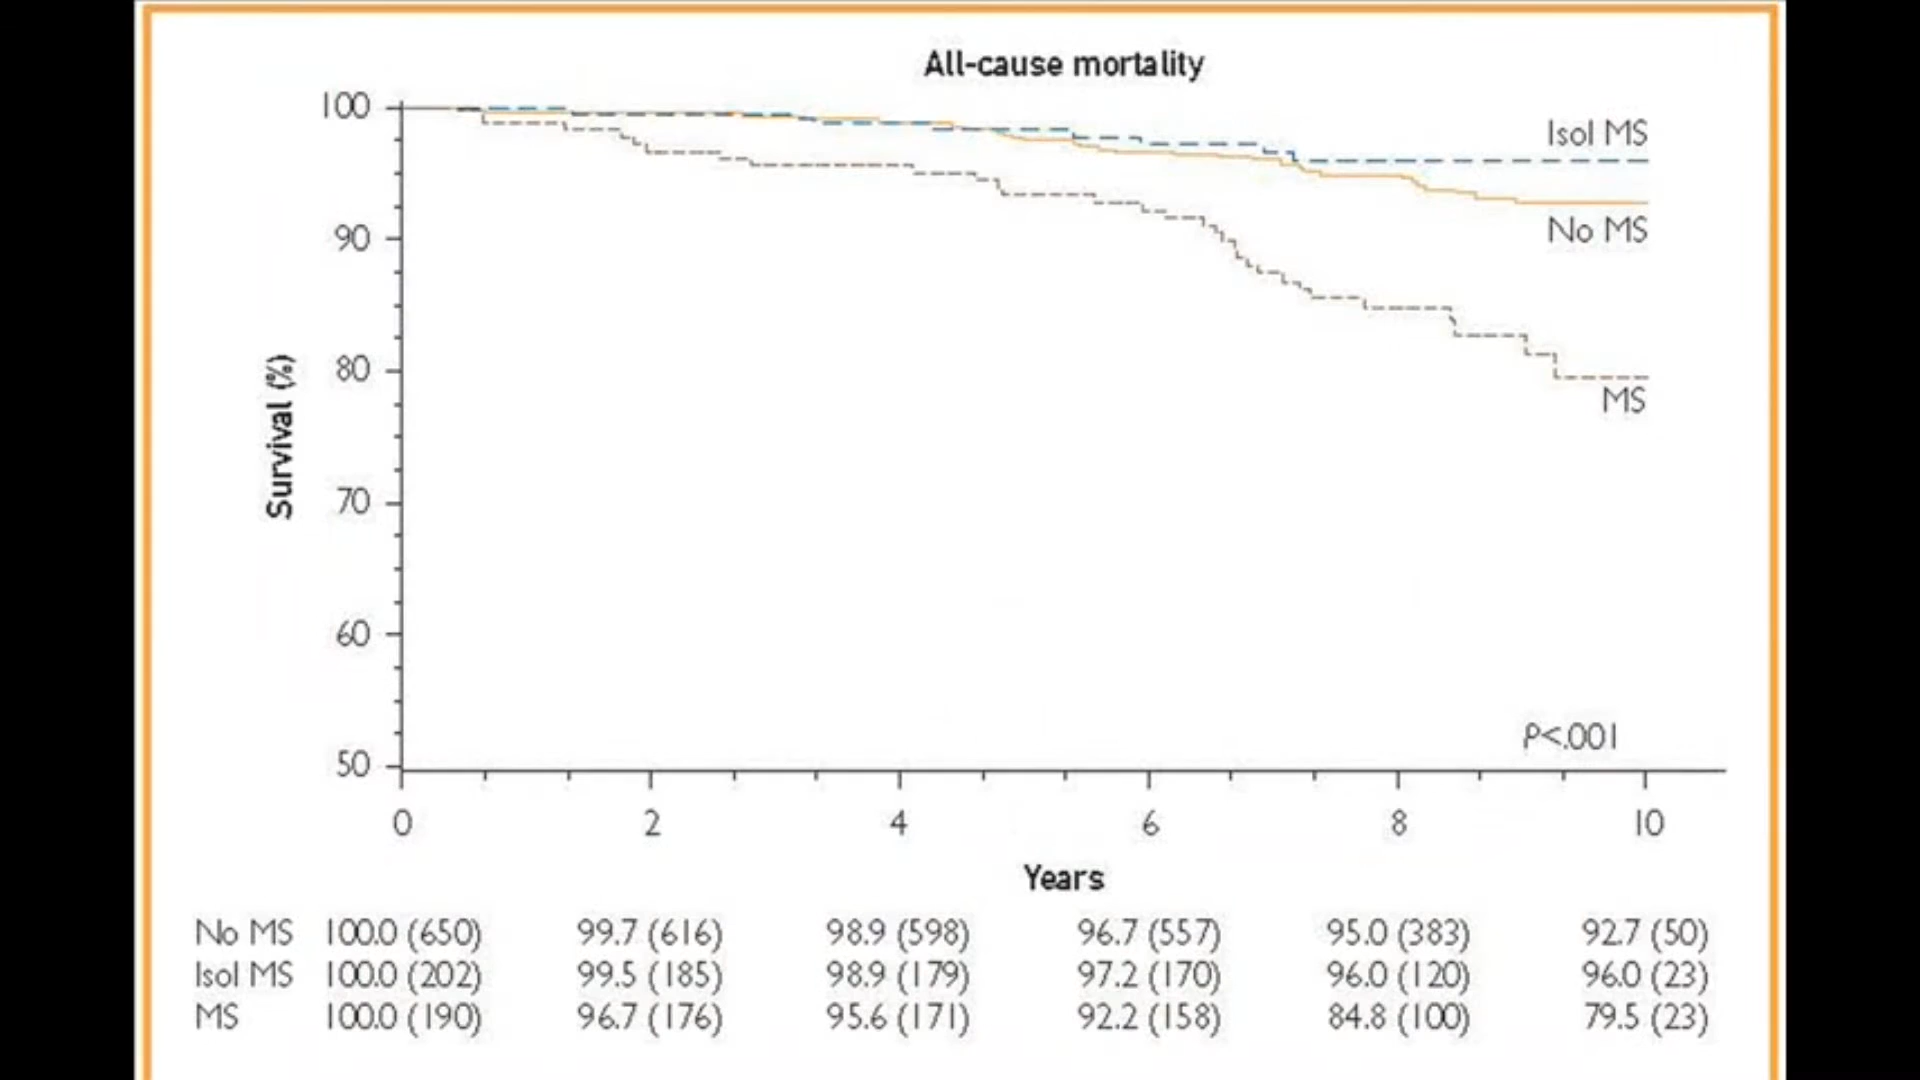 All-cause mortality
100
90
80
70
60
50
Survival (%)
Isol MS
No MS
MS
P<.001
0 2 4 6 8 10
Years
No MS 100.0 (650) 99.7 (616) 98.9 (598) 96.7 (557) 95.0 (383) 92.7 (50)
Isol MS 100.0 (202) 99.5 (185) 98.9 (179) 97.2 (170) 96.0 (120) 96.0 (23)
MS 100.0 (190) 96.7 (176) 95.6 (171) 92.2 (158) 84.8 (100) 79.5 (23)